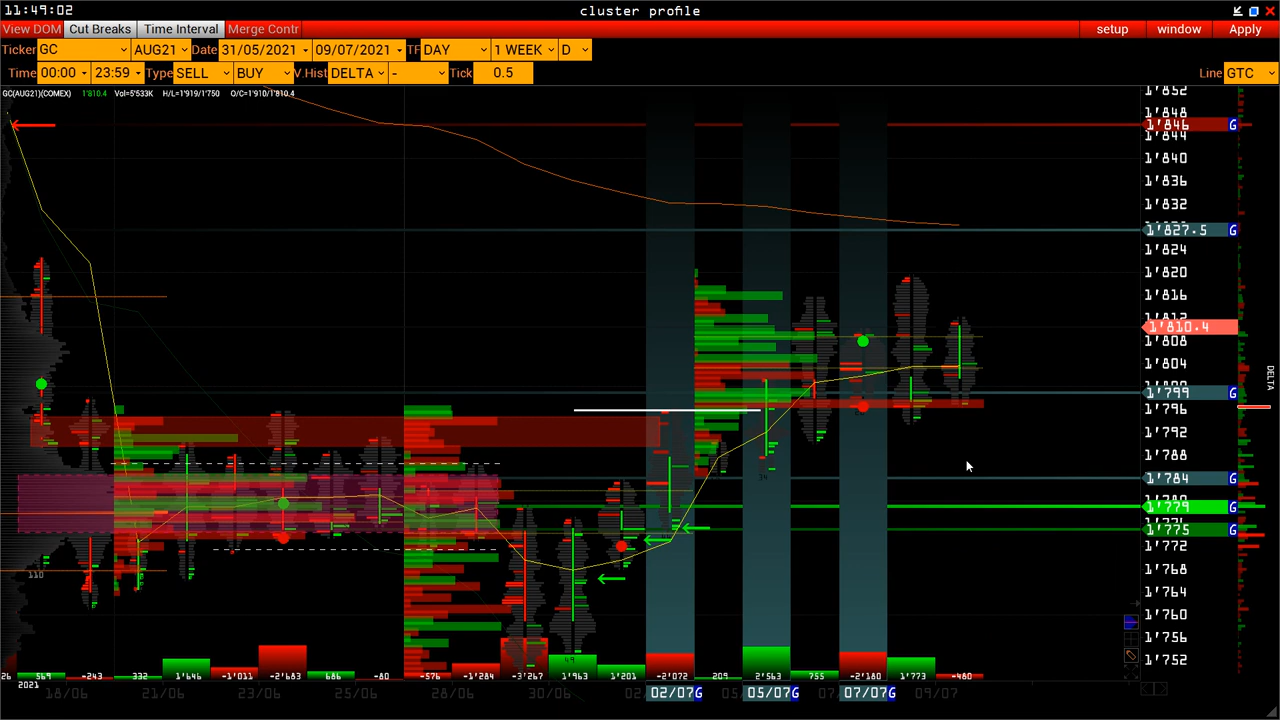 11:49:02 cluster profile
View DOM Cut Breaks Time Interval Merge Contr setup window Apply
Ticker GC AUG21 Date 31/05/2021 09/07/2021 TF DAY 1 WEEK D
Time 00:00 23:59 Type SELL BUY V.Hist DELTA - Tick 0.5 Line GTC
GC(AUG21)(COMEX) 1'810.4 Vol=5'533K H/L=1'919/1'750 O/C=1'910/1'810.4
1'852
1'848
1'846 G
1'844
1'840
1'836
1'832
1'827.5 G
1'824
1'820
1'816
1'812
1'810.4
1'808
1'804
DELTA
1'799 G
1'796
1'792
1'788
34
1'784 G
1'779 G
1'775 G
1'772
1'768
110
1'764
1'760
1'756
1'752
49
26 569 -243 332 1'646 -1'011 -2'683 686 -80 -576 -1'284 -3'267 1'963 1'201 -2'072 209 2'563 755 -2'180 1'773 -480
2021
18/06 21/06 23/06 25/06 28/06 30/06 02/07 G 05/07 G 07/07 G 09/07